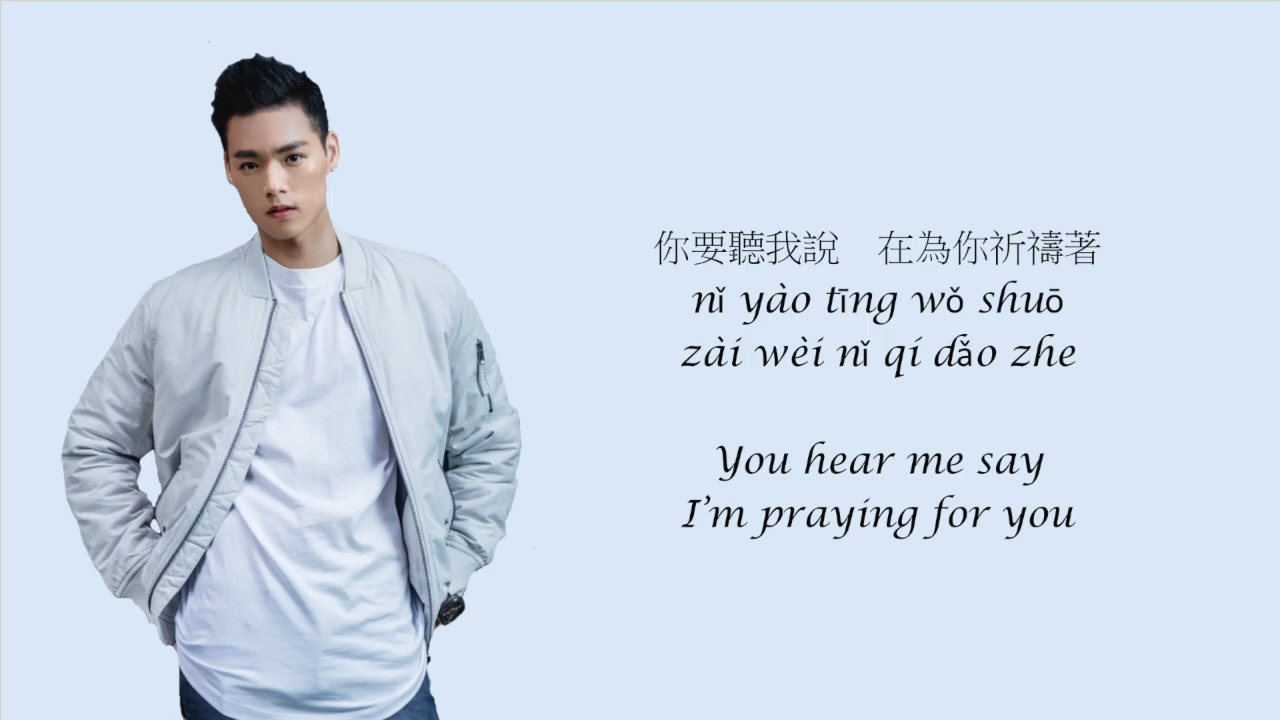 你要聽我說　在為你祈禱著
nǐ yào tīng wǒ shuō
zài wèi nǐ qí dǎo zhe
You hear me say
I’m praying for you